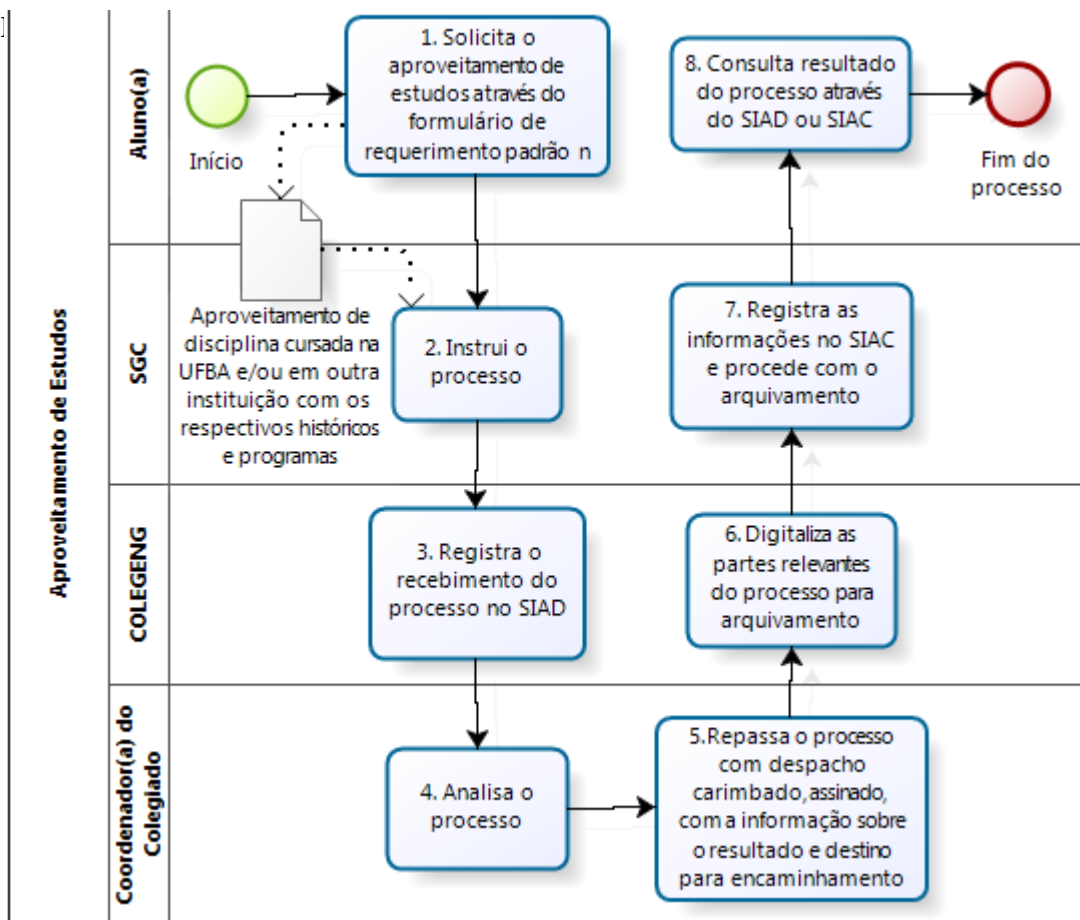 Aproveitamento de Estudos
Aluno(a)
Início
1. Solicita o
aproveitamento de
estudos através do
formulário de
requerimento padrão n
8. Consulta resultado
do processo através
do SIAD ou SIAC
Fim do
processo
SGC
Aproveitamento de
disciplina cursada na
UFBA e/ou em outra
instituição com os
respectivos históricos
e programas
2. Instrui o
processo
7. Registra as
informações no SIAC
e procede com o
arquivamento
COLEGENG
3. Registra o
recebimento do
processo no SIAD
6. Digitaliza as
partes relevantes
do processo para
arquivamento
Coordenador(a) do
Colegiado
4. Analisa o
processo
5.Repassa o processo
com despacho
carimbado, assinado,
com a informação sobre
o resultado e destino
para encaminhamento